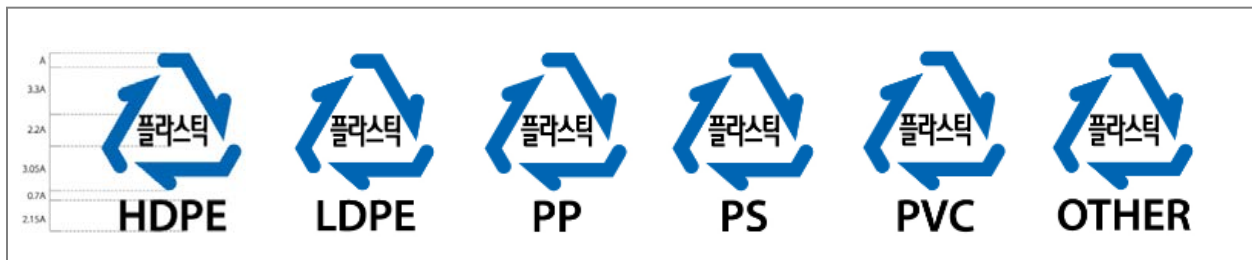 A
3.3A
2.2A
3.05A
0.7A
2.15A
플라스틱 플라스틱 플라스틱 플라스틱 플라스틱 플라스틱
HDPE LDPE PP PS PVC OTHER